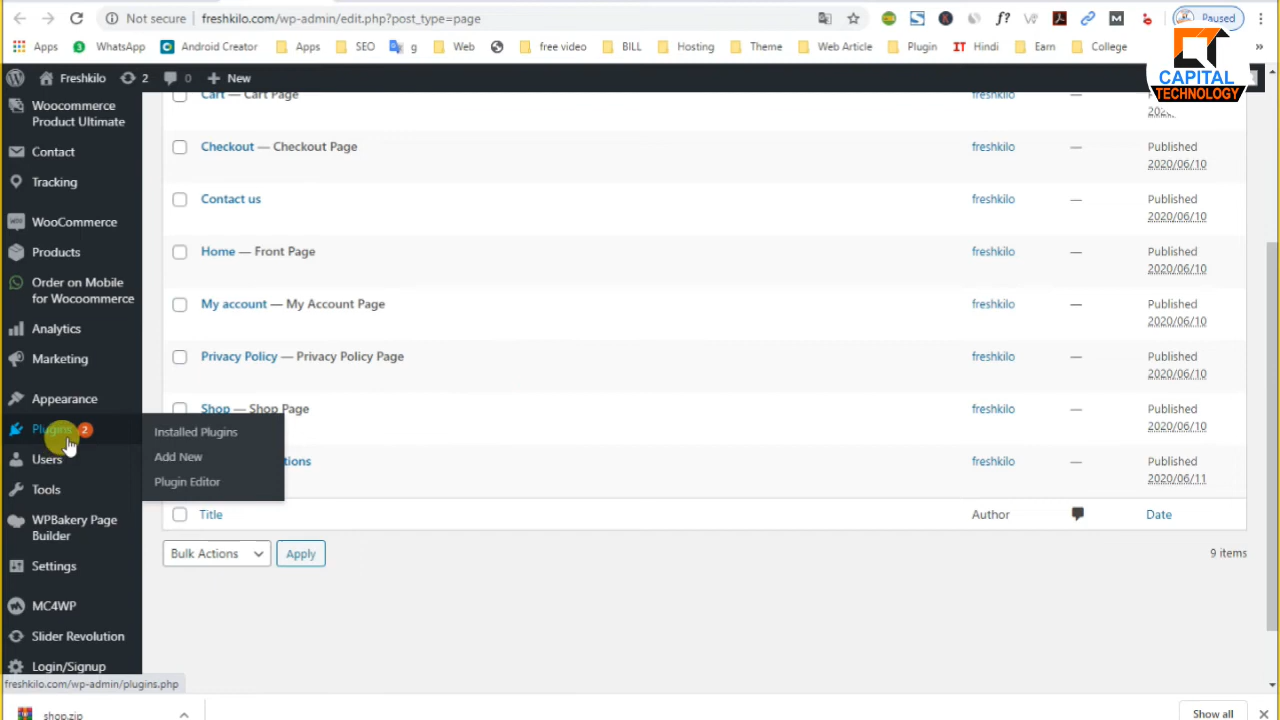 Not secure
freshkilo.com/wp-admin/edit.php?post_type=page
Paused
Apps
WhatsApp
Android Creator
Apps
SEO
g
Web
free video
BILL
Hosting
Theme
Web Article
Plugin
IT Hindi
Earn
College
»
CAPITAL
TECHNOLOGY
Freshkilo
2
0
New
Woocommerce
Product Ultimate
Contact
Tracking
WooCommerce
Products
Order on Mobile
for Wocoommerce
Analytics
Marketing
Appearance
Plugins 2
Users
Tools
WPBakery Page
Builder
Settings
MC4WP
Slider Revolution
Login/Signup
Installed Plugins
Add New
Plugin Editor
Cart — Cart Page
Checkout — Checkout Page freshkilo — Published
2020/06/10
Contact us freshkilo — Published
2020/06/10
Home — Front Page freshkilo — Published
2020/06/10
My account — My Account Page freshkilo — Published
2020/06/10
Privacy Policy — Privacy Policy Page freshkilo — Published
2020/06/10
Shop — Shop Page freshkilo — Published
2020/06/10
freshkilo — Published
2020/06/11
Title Author Date
Bulk Actions Apply 9 items
freshkilo.com/wp-admin/plugins.php
shop.zip
Show all